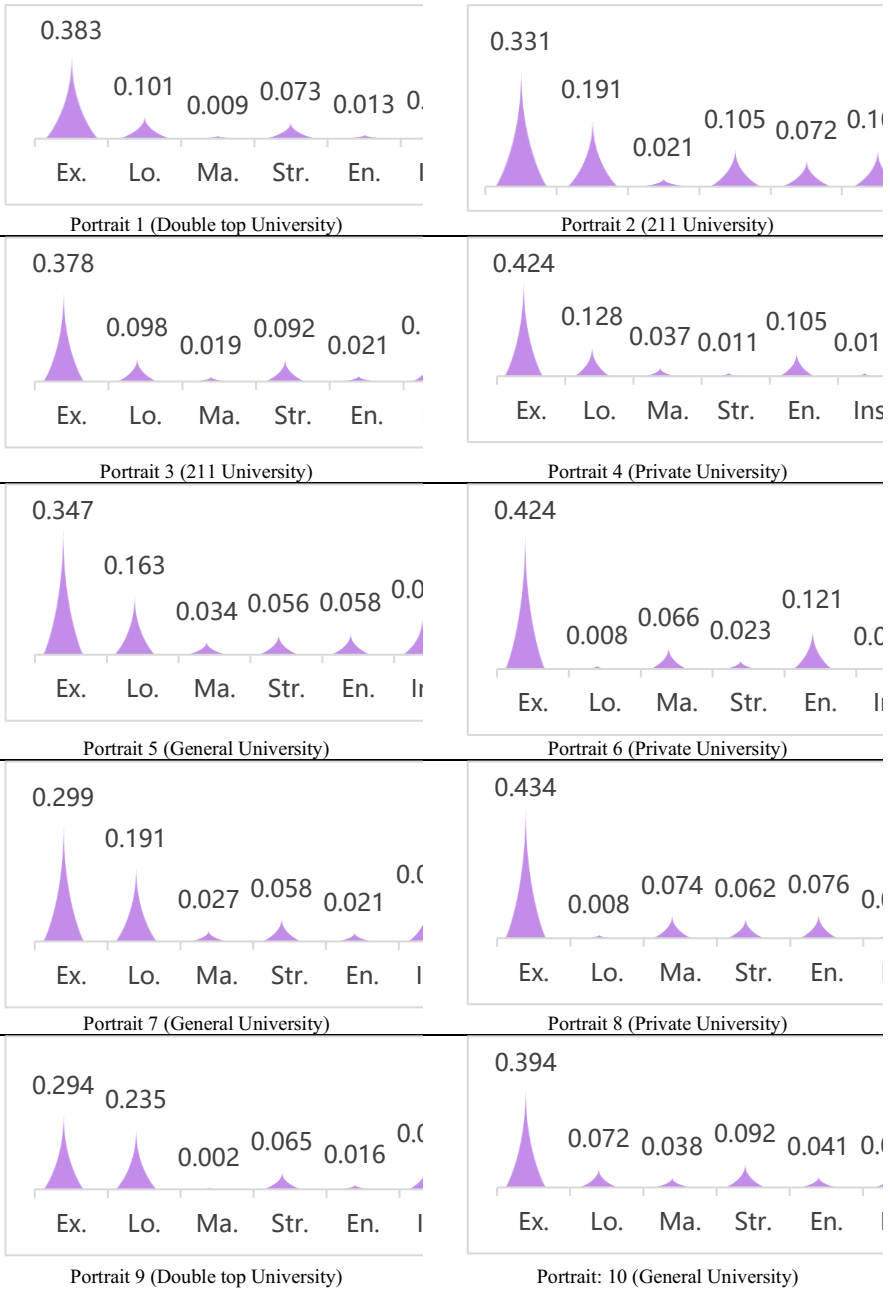 0.383 0.101 0.009 0.073 0.013
Ex. Lo. Ma. Str. En.
Portrait 1 (Double top University)
0.331 0.191 0.021 0.105 0.072
Portrait 2 (211 University)
0.378 0.098 0.019 0.092 0.021
Ex. Lo. Ma. Str. En.
Portrait 3 (211 University)
0.424 0.128 0.037 0.011 0.105
Ex. Lo. Ma. Str. En.
Portrait 4 (Private University)
0.347 0.163 0.034 0.056 0.058
Ex. Lo. Ma. Str. En.
Portrait 5 (General University)
0.424 0.008 0.066 0.023 0.121
Ex. Lo. Ma. Str. En.
Portrait 6 (Private University)
0.299 0.191 0.027 0.058 0.021
Ex. Lo. Ma. Str. En.
Portrait 7 (General University)
0.434 0.008 0.074 0.062 0.076
Ex. Lo. Ma. Str. En.
Portrait 8 (Private University)
0.294 0.235 0.002 0.065 0.016
Ex. Lo. Ma. Str. En.
Portrait 9 (Double top University)
0.394 0.072 0.038 0.092 0.041
Ex. Lo. Ma. Str. En.
Portrait: 10 (General University)